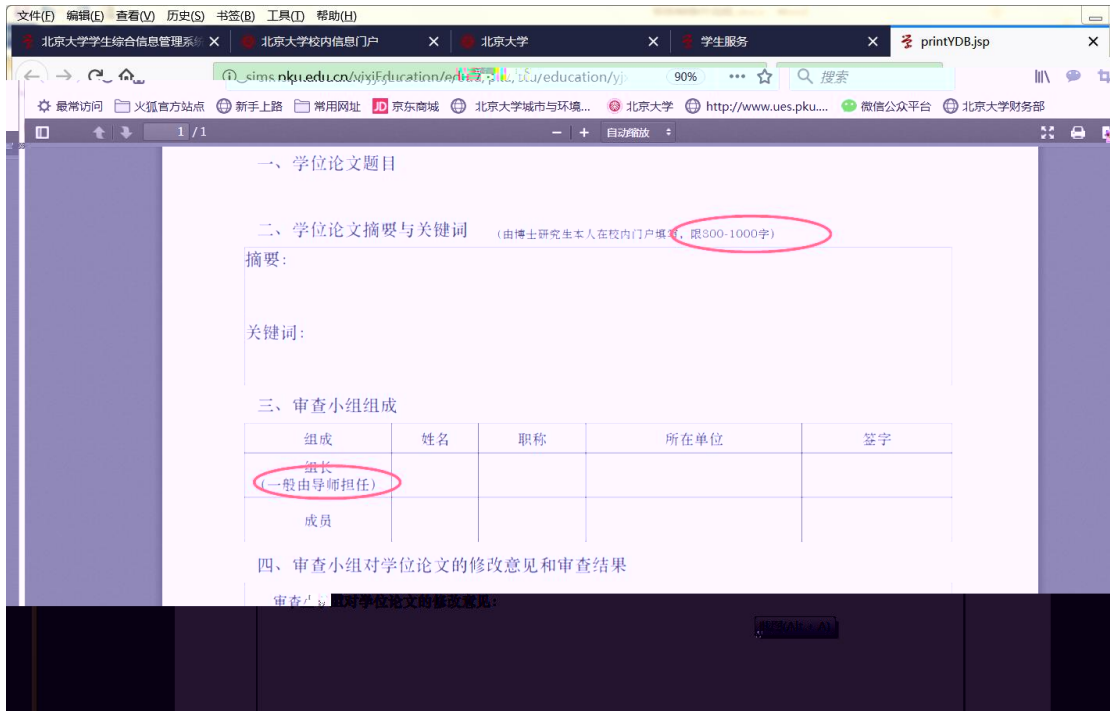 文件(F) 编辑(E) 查看(V) 历史(S) 书签(B) 工具(T) 帮助(H)
北京大学学生综合信息管理系统 北京大学校内信息门户 北京大学 学生服务 printYDB.jsp
sims.pku.edu.cn 90% 搜索
最常访问 火狐官方站点 新手上路 常用网址 JD 京东商城 北京大学城市与环境... 北京大学 http://www.ues.pku.... 微信公众平台 北京大学财务部
1 / 1 自动缩放
一、学位论文题目
二、学位论文摘要与关键词 (由博士研究生本人在校内门户填写，限800-1000字)
摘要:
关键词:
三、审查小组组成
组成 姓名 职称 所在单位 签字
组长
(一般由导师担任)
成员
四、审查小组对学位论文的修改意见和审查结果
审查小组对学位论文的修改意见: